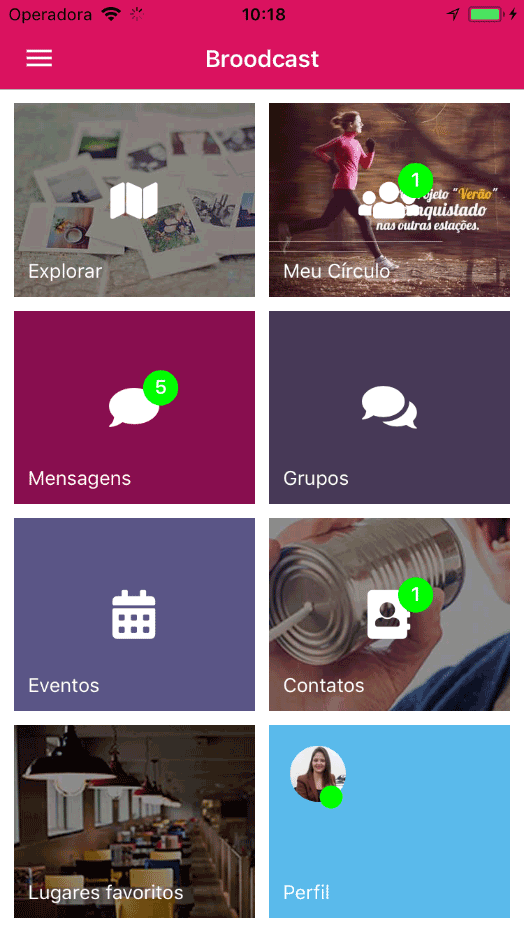 Operadora
10:18
Broodcast
Explorar
1
ojeto "Verão"
nquistado
nas outras estações.
Meu Círculo
5
Mensagens
Grupos
Eventos
1
Contatos
Lugares favoritos
Perfil